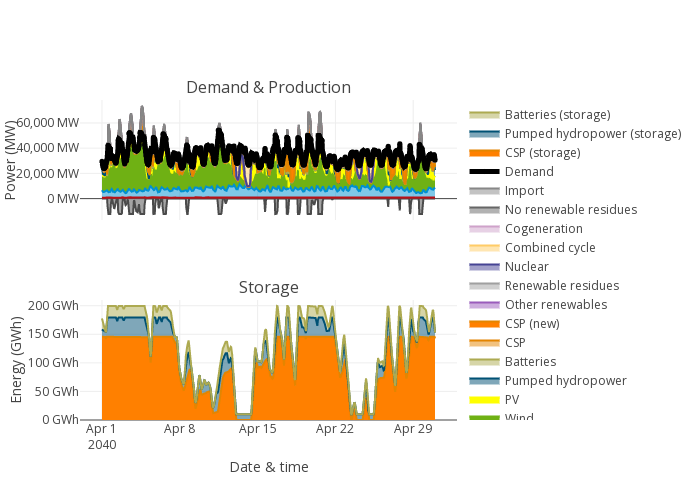 Demand & Production
Power (MW)
60,000 MW
40,000 MW
20,000 MW
0 MW
Storage
Energy (GWh)
200 GWh
150 GWh
100 GWh
50 GWh
0 GWh
Apr 1
2040
Apr 8
Apr 15
Apr 22
Apr 29
Date & time
Batteries (storage)
Pumped hydropower (storage)
CSP (storage)
Demand
Import
No renewable residues
Cogeneration
Combined cycle
Nuclear
Renewable residues
Other renewables
CSP (new)
CSP
Batteries
Pumped hydropower
PV
Wind